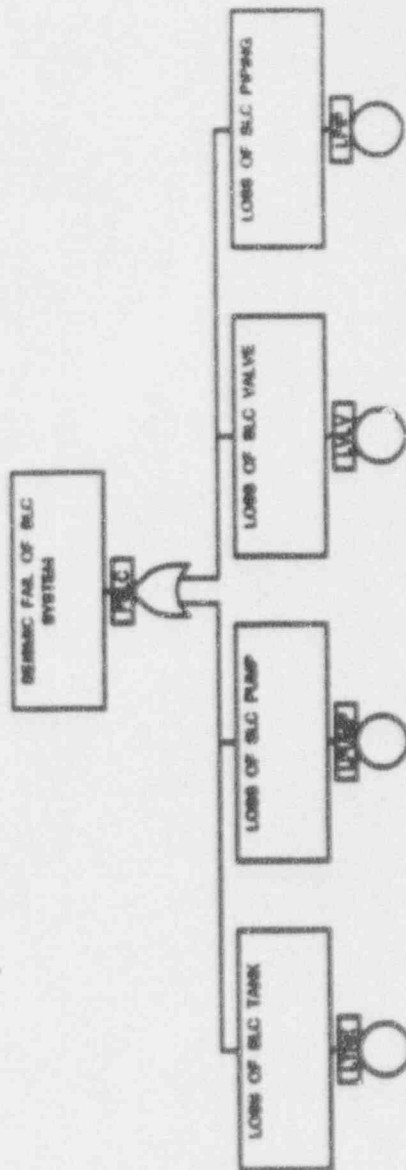 SEISMIC FAIL OF SLC
SYSTEM
LOSS OF SLC TANK
LOSS OF SLC PUMP
LOSS OF SLC VALVE
LOSS OF SLC PIPING
LVLV